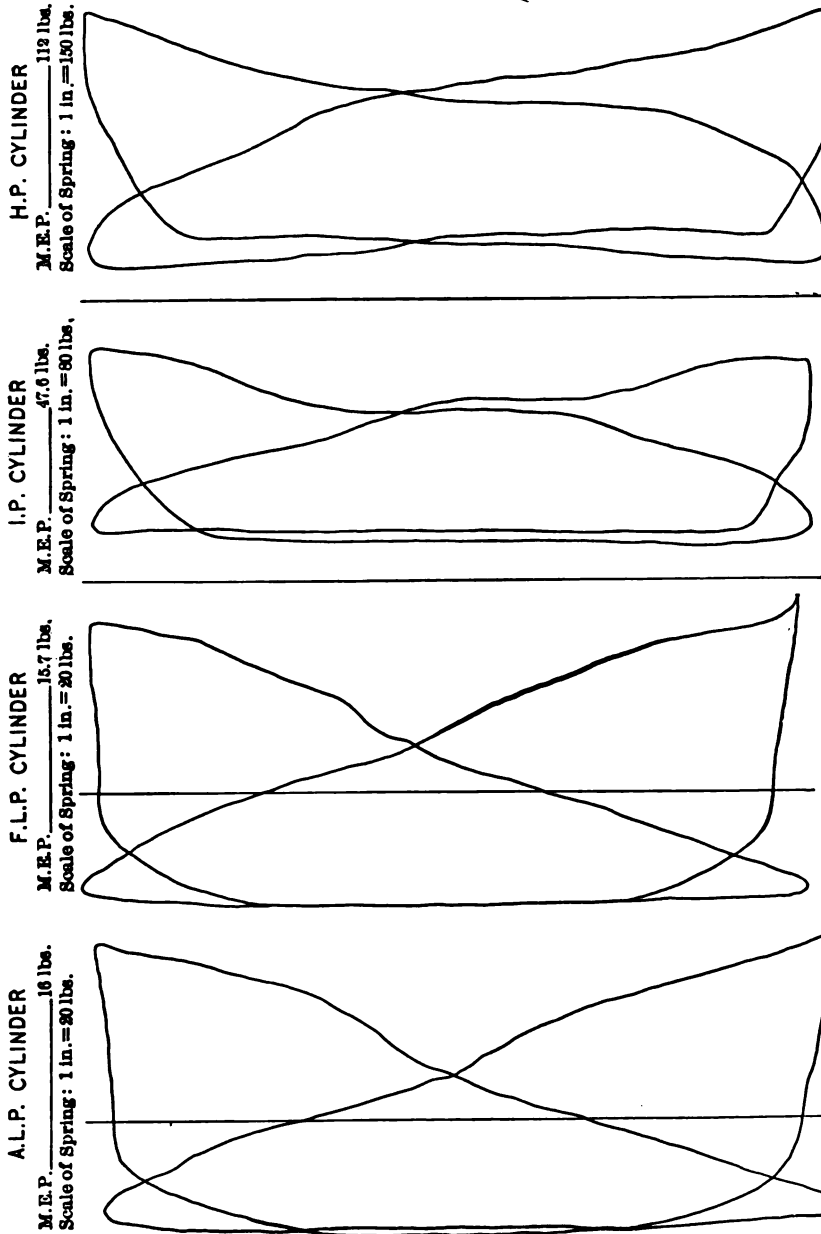 H.P. CYLINDER
M.E.P. 112 lbs.
Scale of Spring: 1 in.=150 lbs.
I.P. CYLINDER
M.E.P. 47.6 lbs.
Scale of Spring: 1 in.=80 lbs.
F.L.P. CYLINDER
M.E.P. 15.7 lbs.
Scale of Spring: 1 in.=20 lbs.
A.L.P. CYLINDER
M.E.P. 16 lbs.
Scale of Spring: 1 in.=20 lbs.